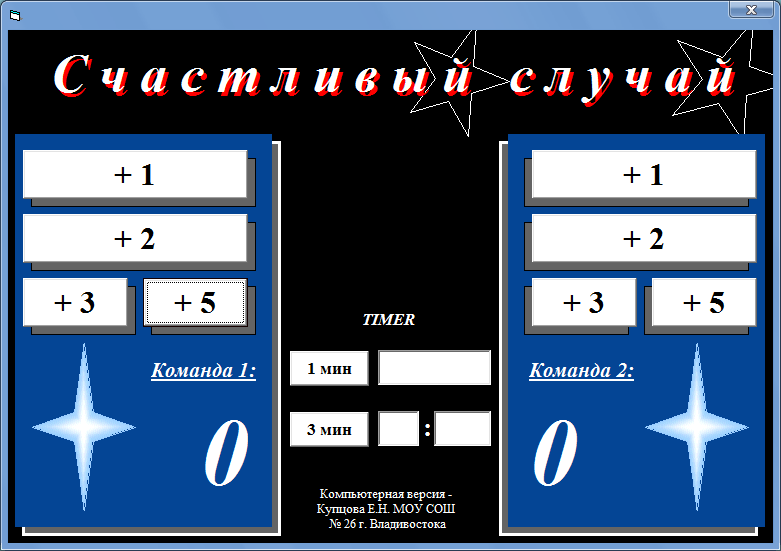 Счастливый случай
+ 1
+ 2
+ 3
+ 5
Команда 1:
0
TIMER
1 мин
3 мин
:
Компьютерная версия -
Купцова Е.Н. МОУ СОШ
№ 26 г. Владивостока
+ 1
+ 2
+ 3
+ 5
Команда 2:
0